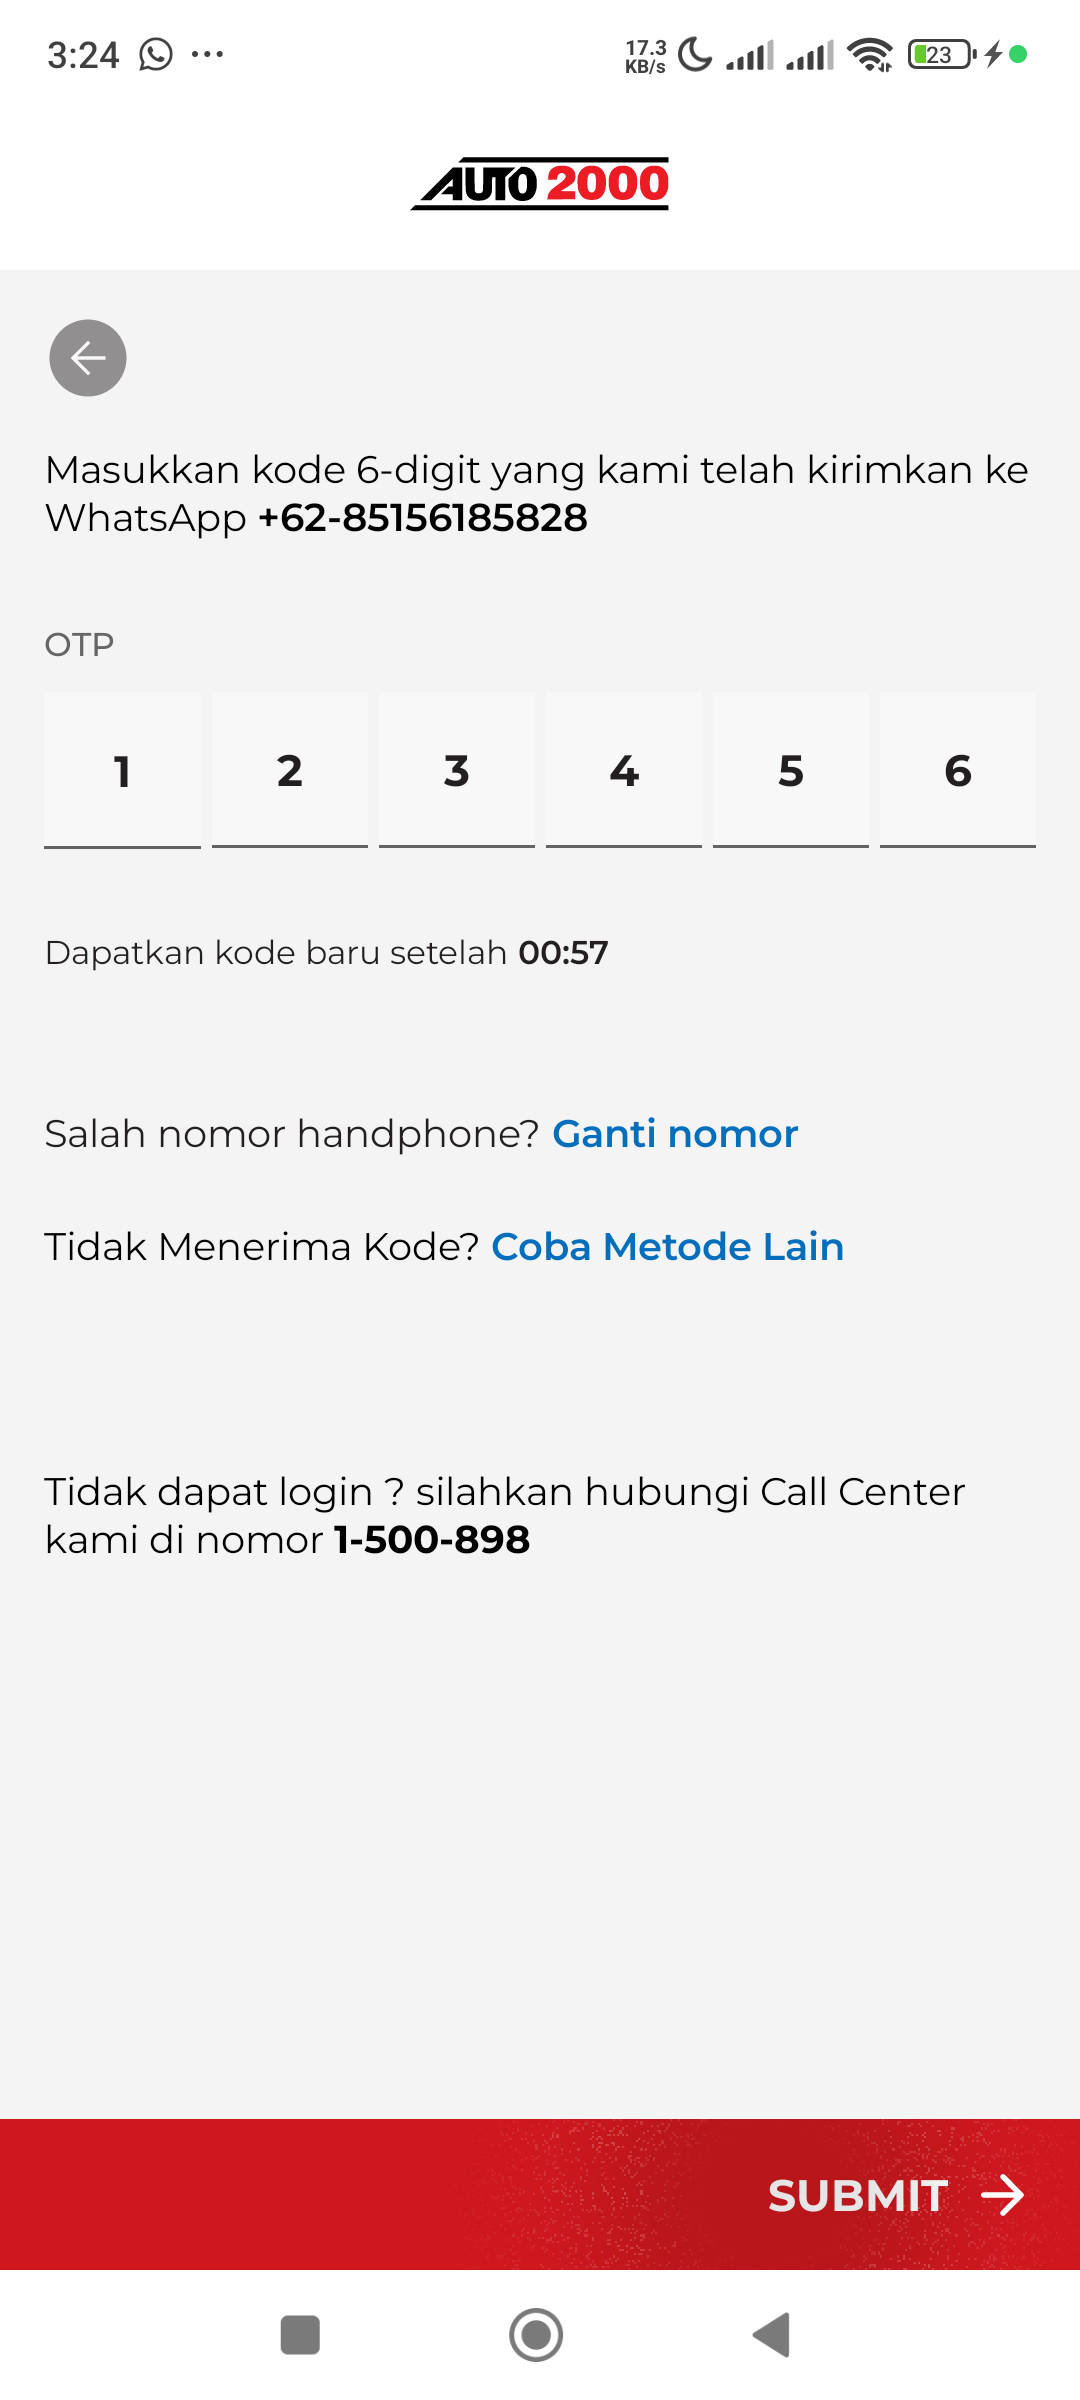 3:24
17.3
KB/s
23
AUTO 2000
Masukkan kode 6-digit yang kami telah kirimkan ke
WhatsApp +62-85156185828
OTP
1 2 3 4 5 6
Dapatkan kode baru setelah 00:57
Salah nomor handphone? Ganti nomor
Tidak Menerima Kode? Coba Metode Lain
Tidak dapat login ? silahkan hubungi Call Center
kami di nomor 1-500-898
SUBMIT